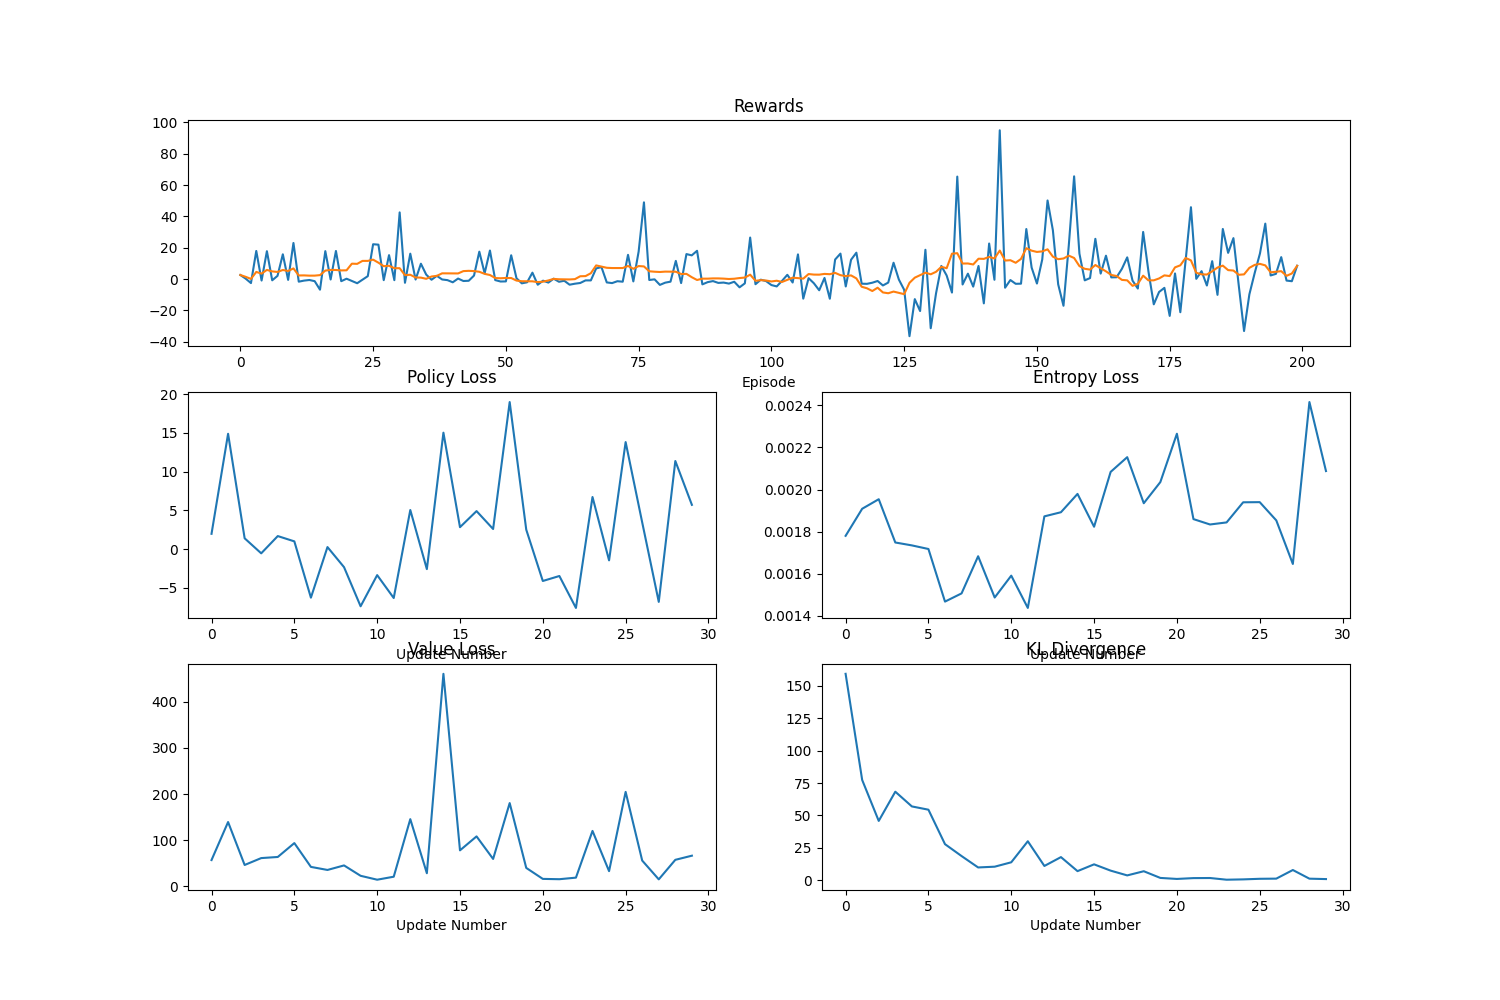 Rewards
100
80
60
40
20
0
−20
−40
0 25 50 75 100 125 150 175 200
Episode
Policy Loss
20
15
10
5
0
−5
0 5 10 15 20 25 30
Update Number
Entropy Loss
0.0024
0.0022
0.0020
0.0018
0.0016
0.0014
0 5 10 15 20 25 30
Update Number
Value Loss
400
300
200
100
0
0 5 10 15 20 25 30
Update Number
KL Divergence
150
125
100
75
50
25
0
0 5 10 15 20 25 30
Update Number